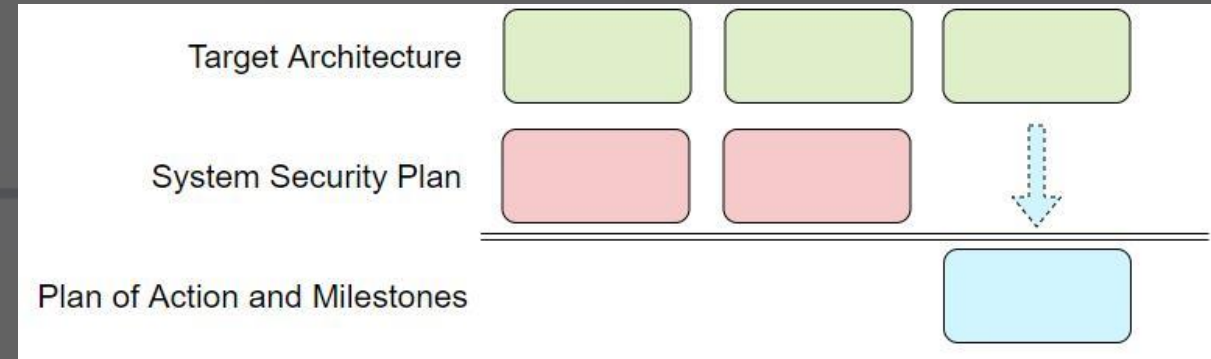 Target Architecture
System Security Plan
Plan of Action and Milestones